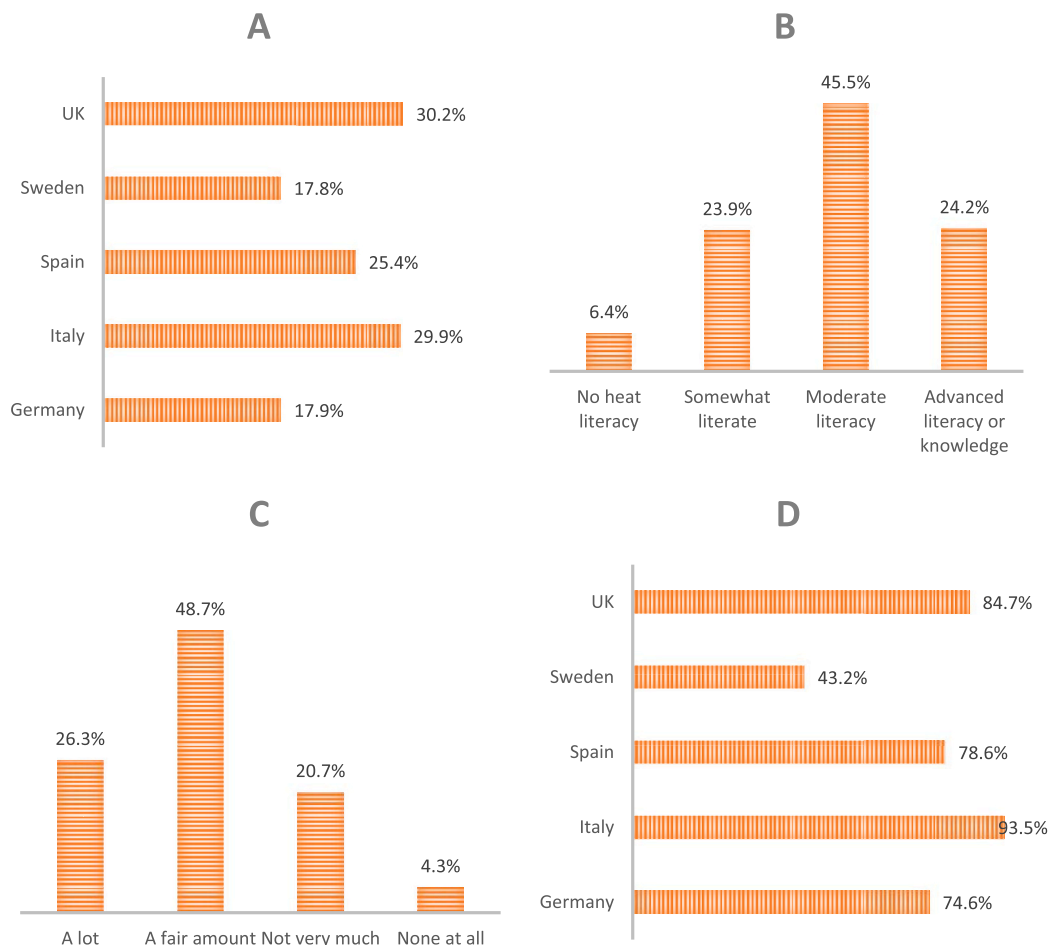 A
UK
30.2%
Sweden
17.8%
Spain
25.4%
Italy
29.9%
Germany
17.9%
B
45.5%
23.9%
24.2%
6.4%
No heat
literacy
Somewhat
literate
Moderate
literacy
Advanced
literacy or
knowledge
C
48.7%
26.3%
20.7%
4.3%
A lot
A fair amount
Not very much
None at all
D
UK
84.7%
Sweden
43.2%
Spain
78.6%
Italy
93.5%
Germany
74.6%